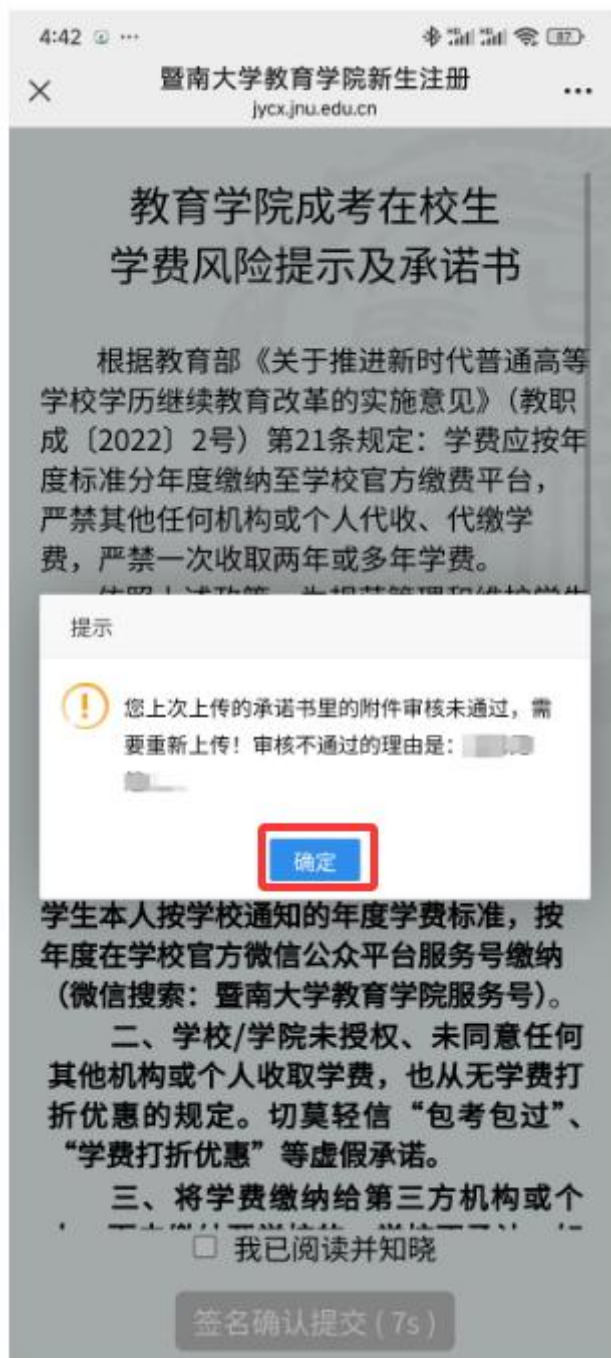 4:42
87
暨南大学教育学院新生注册
jycx.jnu.edu.cn
教育学院成考在校生
学费风险提示及承诺书
根据教育部《关于推进新时代普通高等
学校学历继续教育改革的实施意见》（教职
成〔2022〕2号）第21条规定：学费应按年
度标准分年度缴纳至学校官方缴费平台，
严禁其他任何机构或个人代收、代缴学
费，严禁一次收取两年或多年学费。
提示
您上次上传的承诺书里的附件审核未通过，需
要重新上传！审核不通过的理由是：
确定
学生本人按学校通知的年度学费标准，按
年度在学校官方微信公众平台服务号缴纳
（微信搜索：暨南大学教育学院服务号）。
二、学校/学院未授权、未同意任何
其他机构或个人收取学费，也从无学费打
折优惠的规定。切莫轻信“包考包过”、
“学费打折优惠”等虚假承诺。
三、将学费缴纳给第三方机构或个
我已阅读并知晓
签名确认提交（7s）